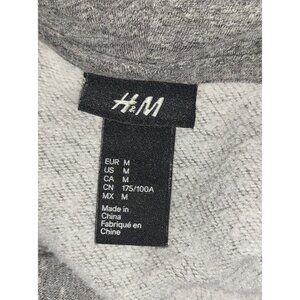 H&M
EUR M
US M
CA M
CN 175/100A
MX M
Made in
China
Fabriqué en
Chine